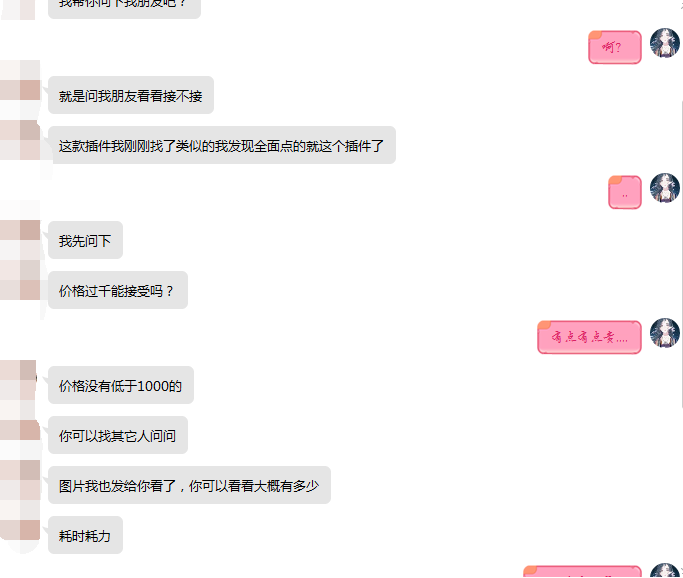 我帮你问下我朋友吧？
啊?
就是问我朋友看看接不接
这款插件我刚刚找了类似的我发现全面点的就这个插件了
..
我先问下
价格过千能接受吗？
有点有点贵....
价格没有低于1000的
你可以找其它人问问
图片我也发给你看了，你可以看看大概有多少
耗时耗力